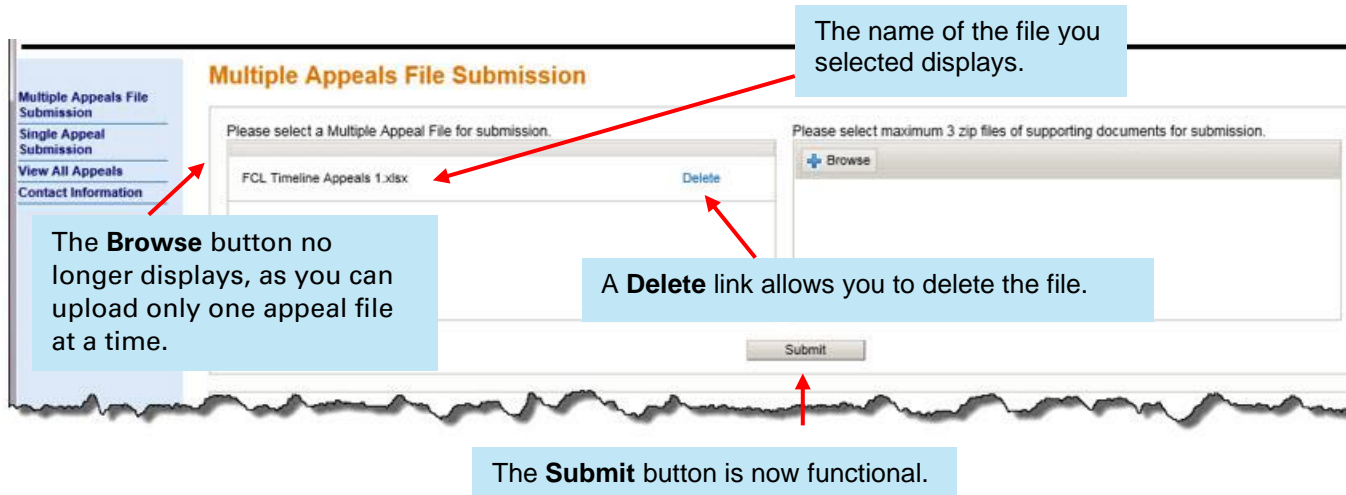 The name of the file you
selected displays.
Multiple Appeals File Submission
Multiple Appeals File
Submission
Single Appeal
Submission
View All Appeals
Contact Information
Please select a Multiple Appeal File for submission.
FCL Timeline Appeals 1.xlsx
Delete
Please select maximum 3 zip files of supporting documents for submission.
Browse
The Browse button no
longer displays, as you can
upload only one appeal file
at a time.
A Delete link allows you to delete the file.
Submit
The Submit button is now functional.